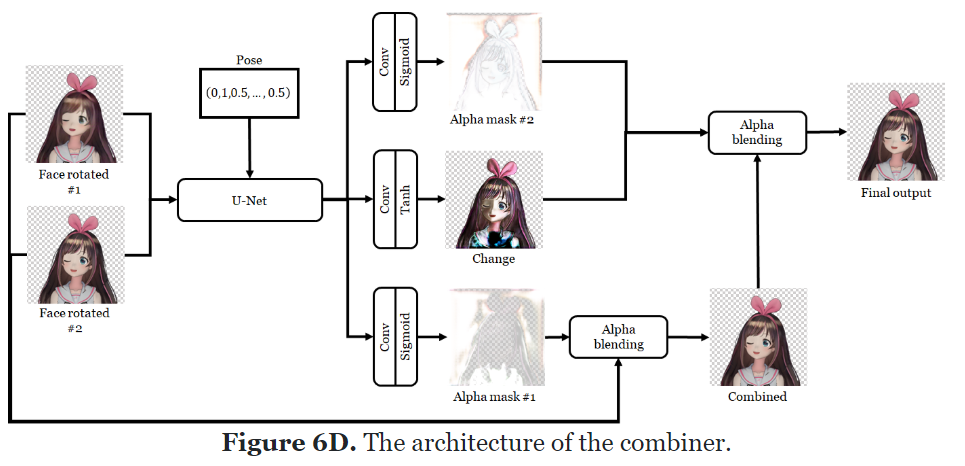 Pose
(0,1,0.5, ..., 0.5)
Face rotated
#1
Face rotated
#2
U-Net
Conv
Sigmoid
Alpha mask #2
Conv
Tanh
Change
Conv
Sigmoid
Alpha mask #1
Alpha
blending
Combined
Alpha
blending
Final output
Figure 6D. The architecture of the combiner.